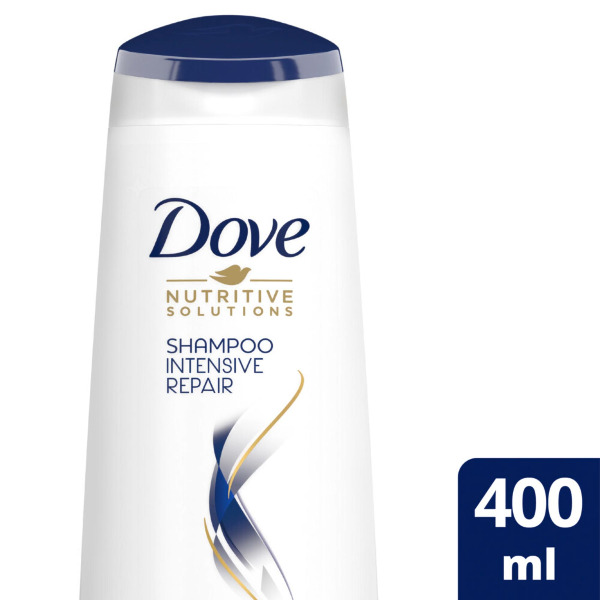 Dove
NUTRITIVE
SOLUTIONS
SHAMPOO
INTENSIVE
REPAIR
400
ml